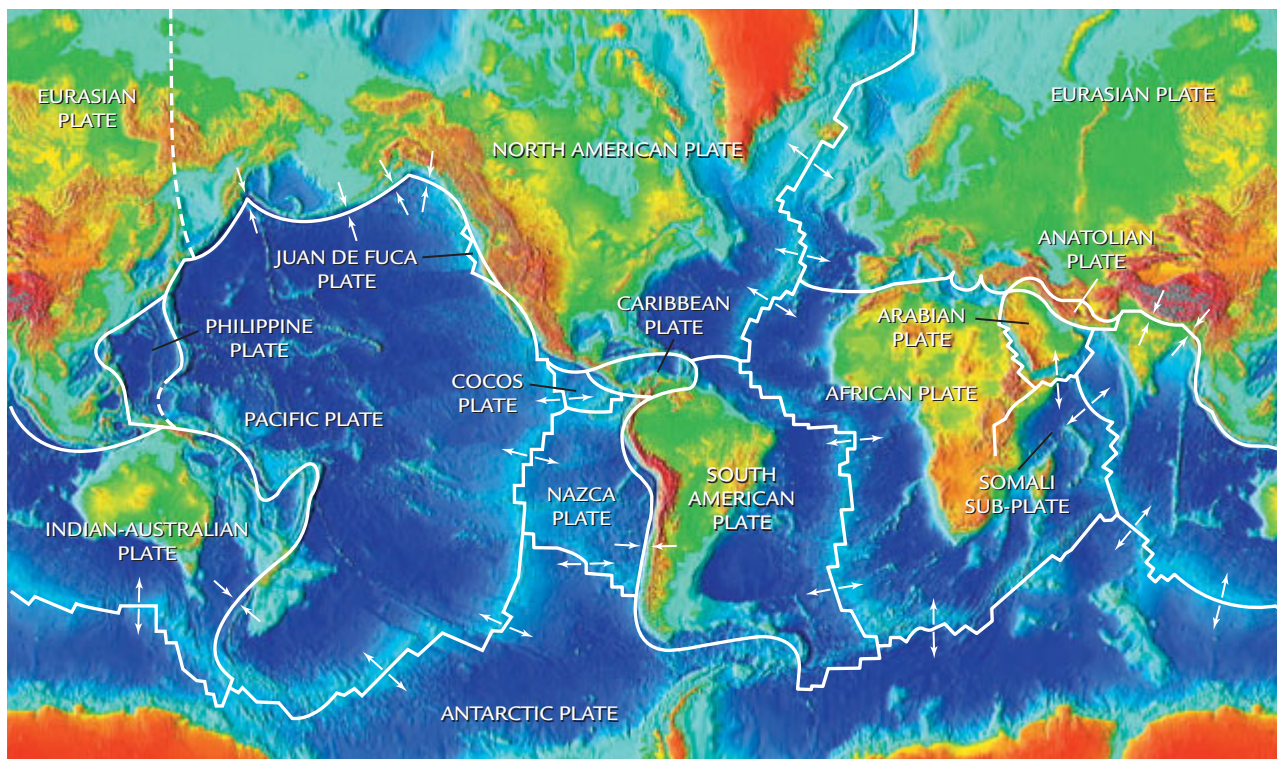 EURASIAN
PLATE
EURASIAN PLATE
NORTH AMERICAN PLATE
JUAN DE FUCA
PLATE
ANATOLIAN
PLATE
CARIBBEAN
PLATE
ARABIAN
PLATE
PHILIPPINE
PLATE
COCOS
PLATE
AFRICAN PLATE
PACIFIC PLATE
SOUTH
AMERICAN
PLATE
SOMALI
SUB-PLATE
NAZCA
PLATE
INDIAN-AUSTRALIAN
PLATE
ANTARCTIC PLATE